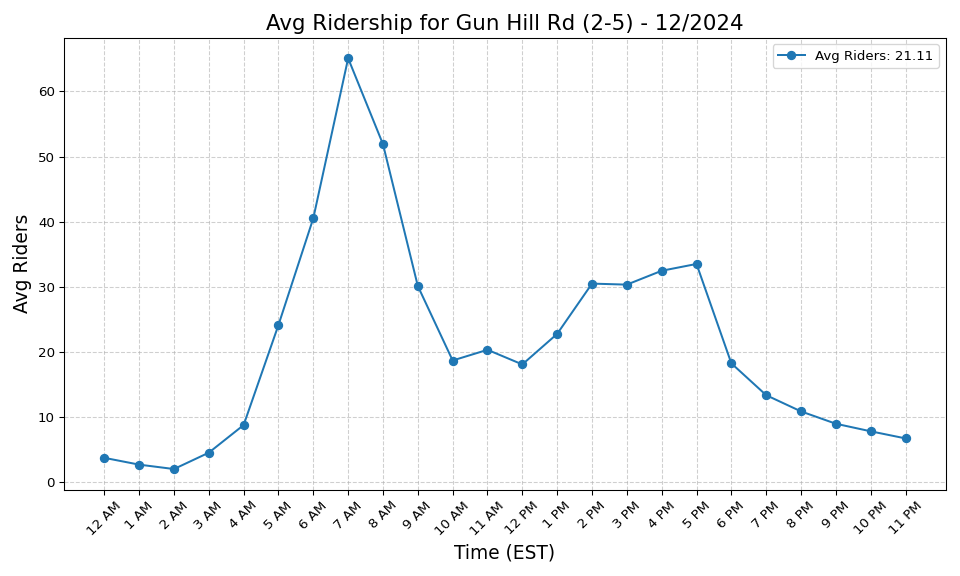 Avg Ridership for Gun Hill Rd (2-5) - 12/2024
Avg Riders: 21.11
Avg Riders
60
50
40
30
20
10
0
12 AM
1 AM
2 AM
3 AM
4 AM
5 AM
6 AM
7 AM
8 AM
9 AM
10 AM
11 AM
12 PM
1 PM
2 PM
3 PM
4 PM
5 PM
6 PM
7 PM
8 PM
9 PM
10 PM
11 PM
Time (EST)